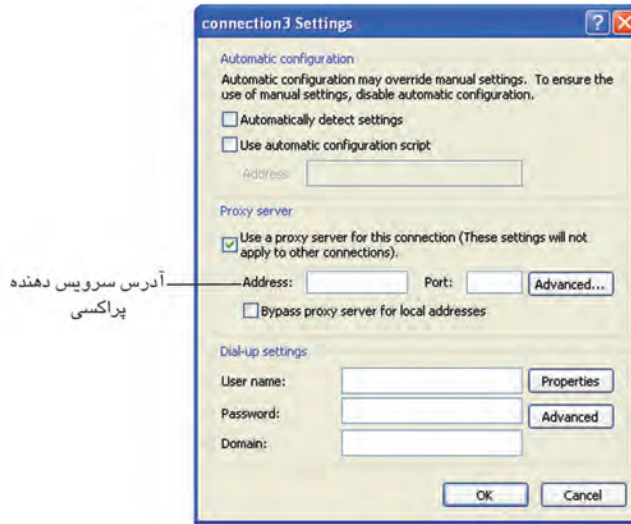 connection3 Settings
Automatic configuration
Automatic configuration may override manual settings. To ensure the
use of manual settings, disable automatic configuration.
Automatically detect settings
Use automatic configuration script
Address
Proxy server
Use a proxy server for this connection (These settings will not
apply to other connections).
Address:
Port:
Advanced...
آدرس سرویس دهنده
پراکسی
Bypass proxy server for local addresses
Dial-up settings
User name:
Properties
Password:
Advanced
Domain:
OK
Cancel